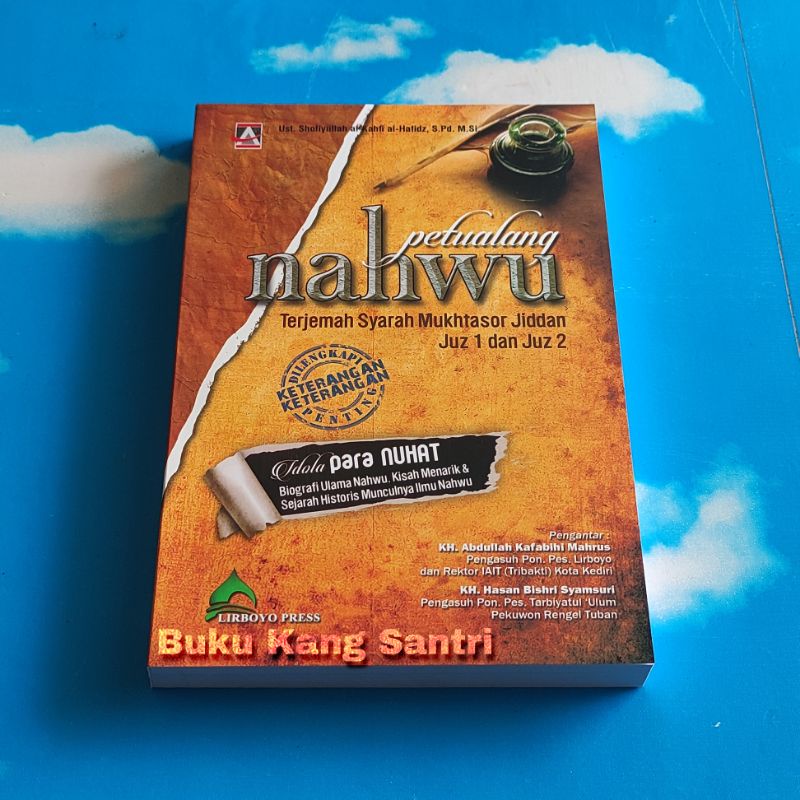 Ust. Shofiyullah al-Kahfi al-Hafidz, S.Pd. M.Si
petualang
nahwu
Terjemah Syarah Mukhtasor Jiddan
Juz 1 dan Juz 2
DILENGKAPI
KETERANGAN
KETERANGAN
PENTING
Idola para NUHAT
Biografi Ulama Nahwu, Kisah Menarik &
Sejarah Historis Munculnya Ilmu Nahwu
Pengantar :
KH. Abdullah Kafabihi Mahrus
Pengasuh Pon. Pes. Lirboyo
dan Rektor IAIT (Tribakti) Kota Kediri
KH. Hasan Bishri Syamsuri
Pengasuh Pon. Pes. Tarbiyatul 'Ulum
Pekuwon Rengel Tuban
LIRBOYO PRESS
Buku Kang Santri